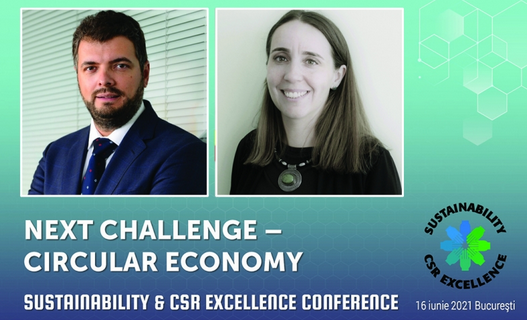 NEXT CHALLENGE –
CIRCULAR ECONOMY
SUSTAINABILITY & CSR EXCELLENCE CONFERENCE
SUSTAINABILITY
CSR EXCELLENCE
16 iunie 2021 București